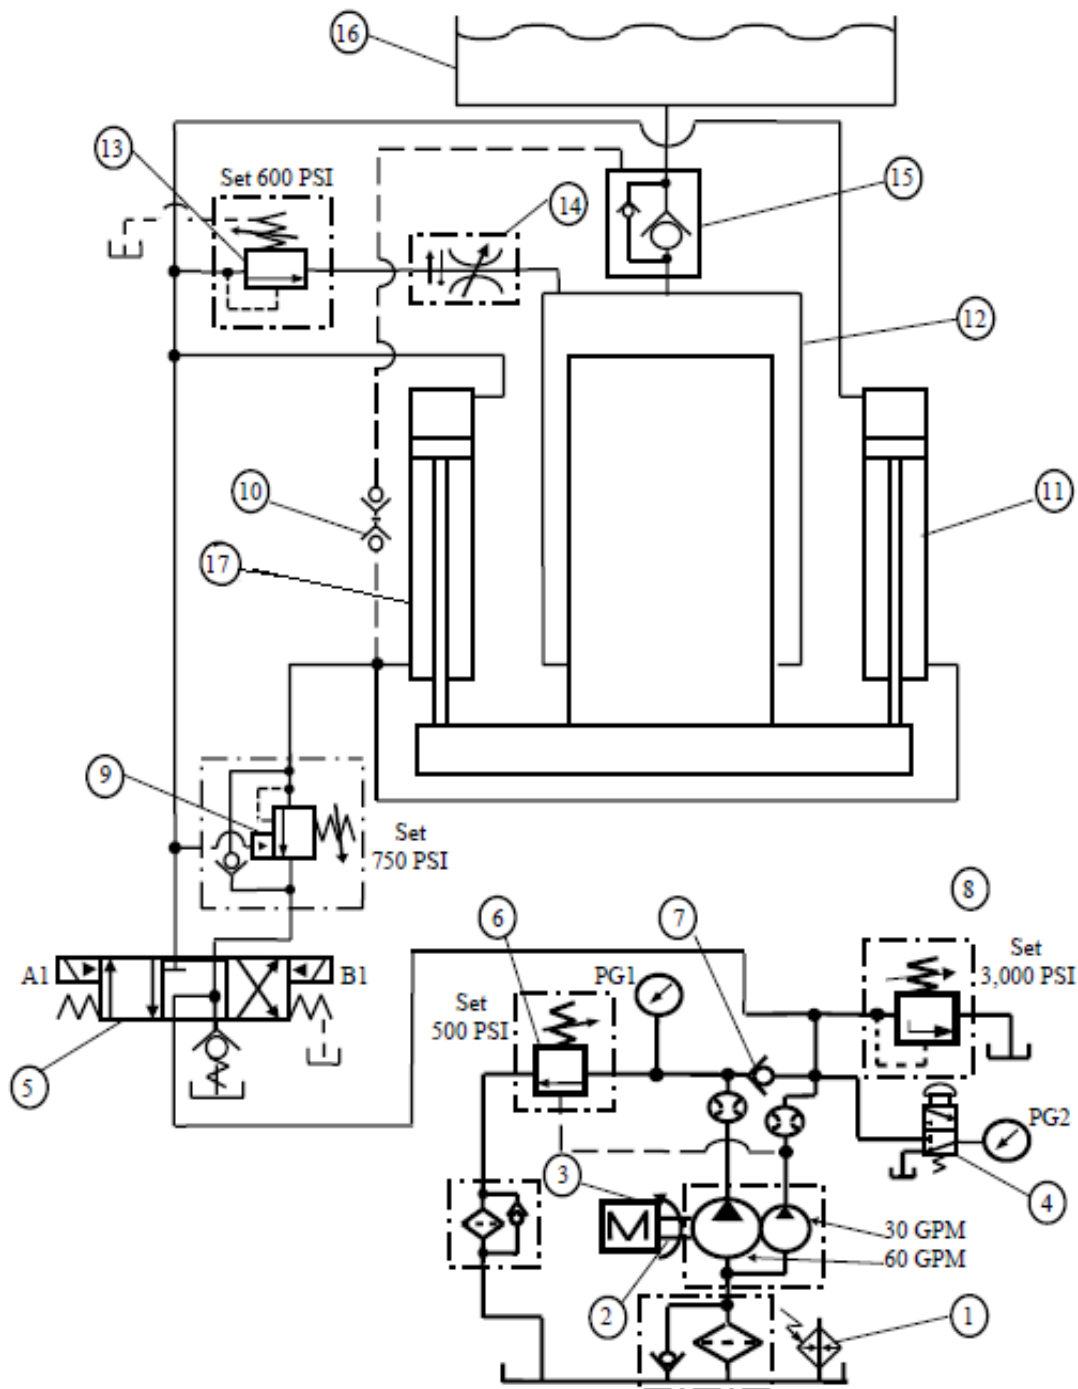 16
13
Set 600 PSI
14
15
12
10
11
17
9
Set
750 PSI
8
6
7
Set
3,000 PSI
A1
B1
PG1
Set
500 PSI
5
PG2
3
4
M
30 GPM
60 GPM
2
1